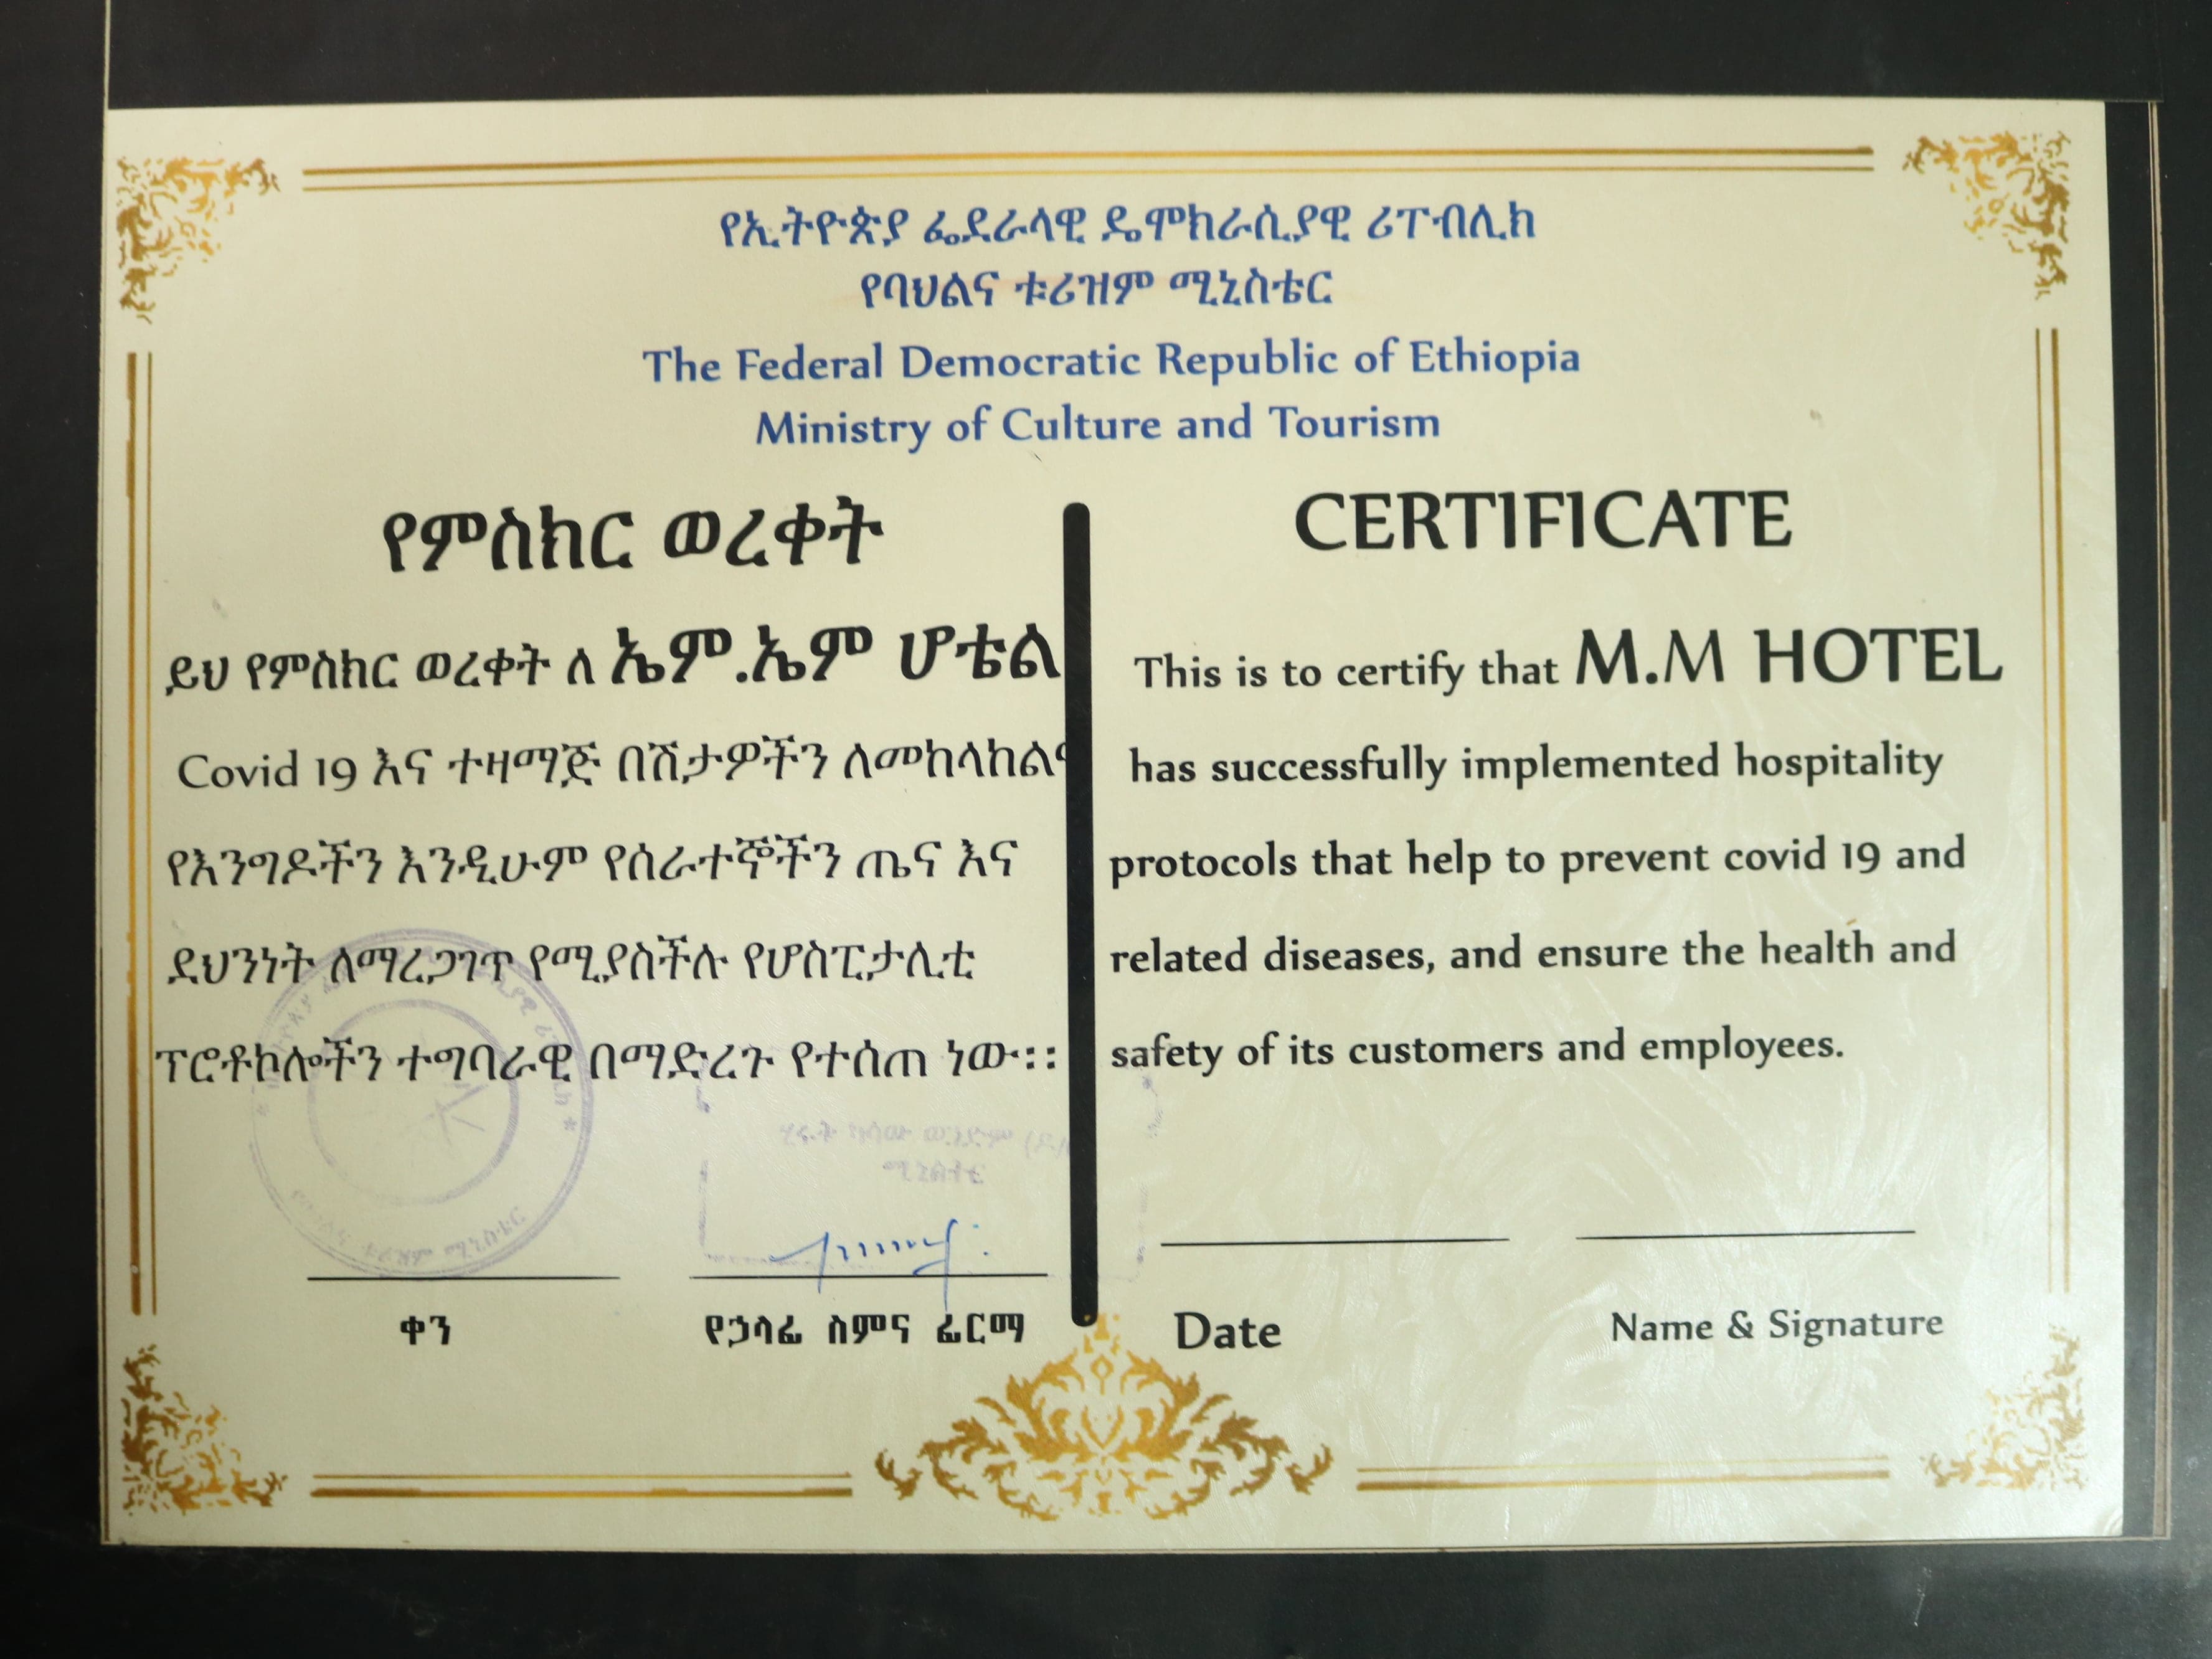 የኢትዮጵያ ፌደራላዊ ዴሞክራሲያዊ ሪፐብሊክ
የባህልና ቱሪዝም ሚኒስቴር
The Federal Democratic Republic of Ethiopia
Ministry of Culture and Tourism
የምስክር ወረቀት
ይህ የምስክር ወረቀት ለ ኤም.ኤም ሆቴል
Covid 19 እና ተዛማጅ በሽታዎችን
የእንግዶችን እንዲሁም የሰራተኞችን ጤና እና
ደህንነት ለማረጋገጥ የሚያስችሉ የሆስፒታሊቲ
ፕሮቶኮሎችን ተግባራዊ በማድረጉ የተሰጠ ነው፡፡
ቀን
የኃላፊ ስምና ፊርማ
CERTIFICATE
This is to certify that M.M HOTEL
has successfully implemented hospitality
protocols that help to prevent covid 19 and
related diseases, and ensure the health and
safety of its customers and employees.
Date
Name & Signature